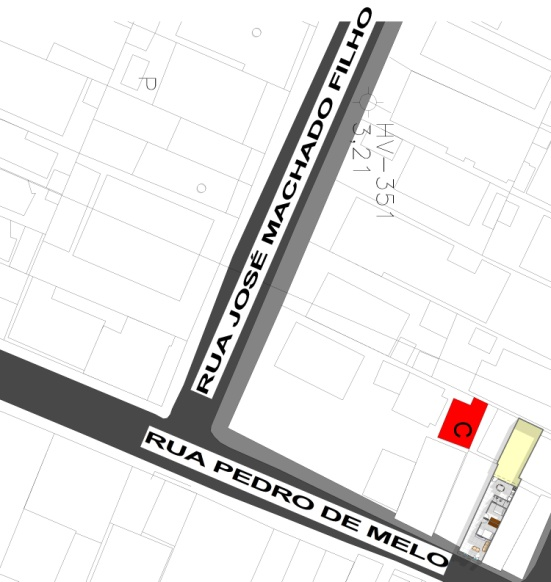 RUA JOSÉ MACHADO FILHO
P
HV-351
3,21
C
RUA PEDRO DE MELO